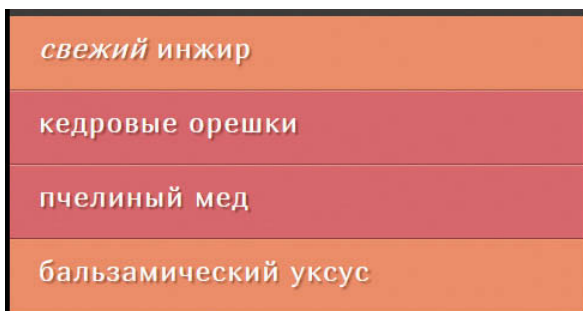 свежий инжир
кедровые орешки
пчелиный мед
бальзамический уксус